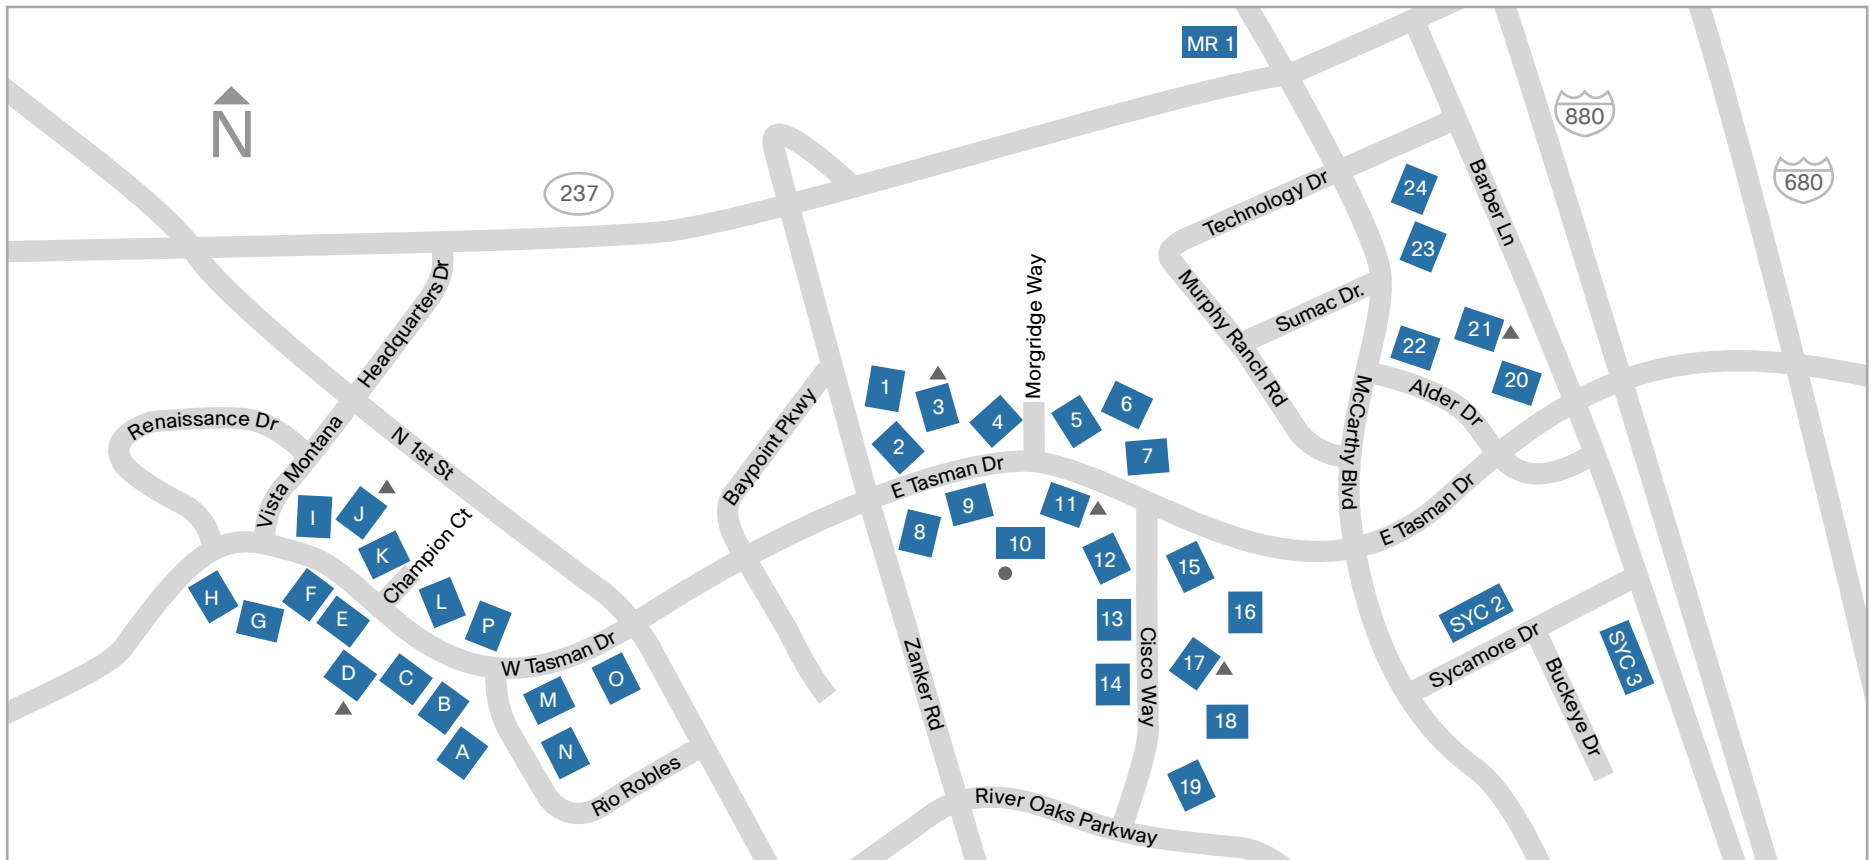 MR 1
N
237
880
680
Technology Dr
Barber Ln
24
23
Murphy Ranch Rd
Sumac Dr.
21
22
20
Alder Dr
McCarthy Blvd
E Tasman Dr
Headquarters Dr
Morgridge Way
1
3
4
5
6
2
7
Baypoint Pkwy
E Tasman Dr
Renaissance Dr
Vista Montana
N 1st St
I
J
K
Champion Ct
9
11
8
10
12
15
13
16
14
17
Cisco Way
18
19
H
G
F
E
L
P
W Tasman Dr
D
C
B
A
M
O
N
Rio Robles
Zanker Rd
River Oaks Parkway
SYC 2
Sycamore Dr
SYC 3
Buckeye Dr